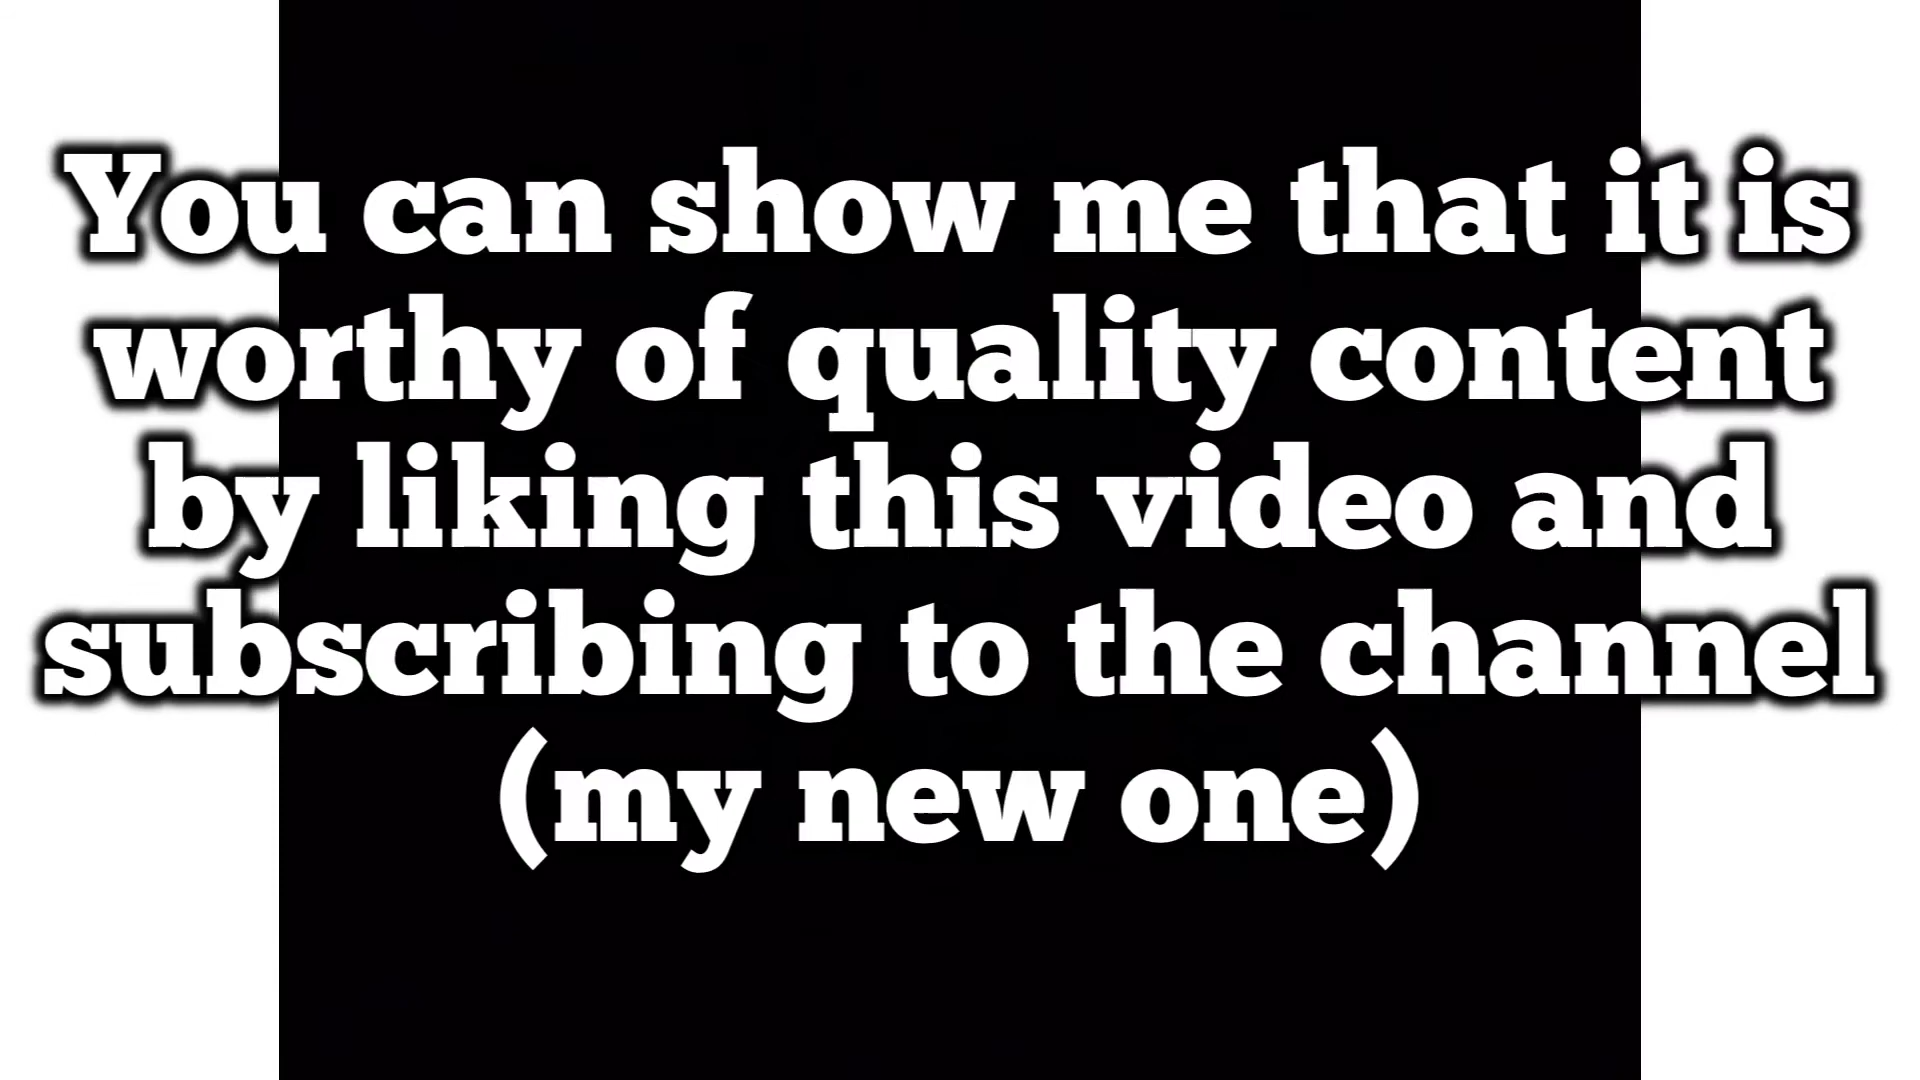 You can show me that it is
worthy of quality content
by liking this video and
subscribing to the channel
(my new one)